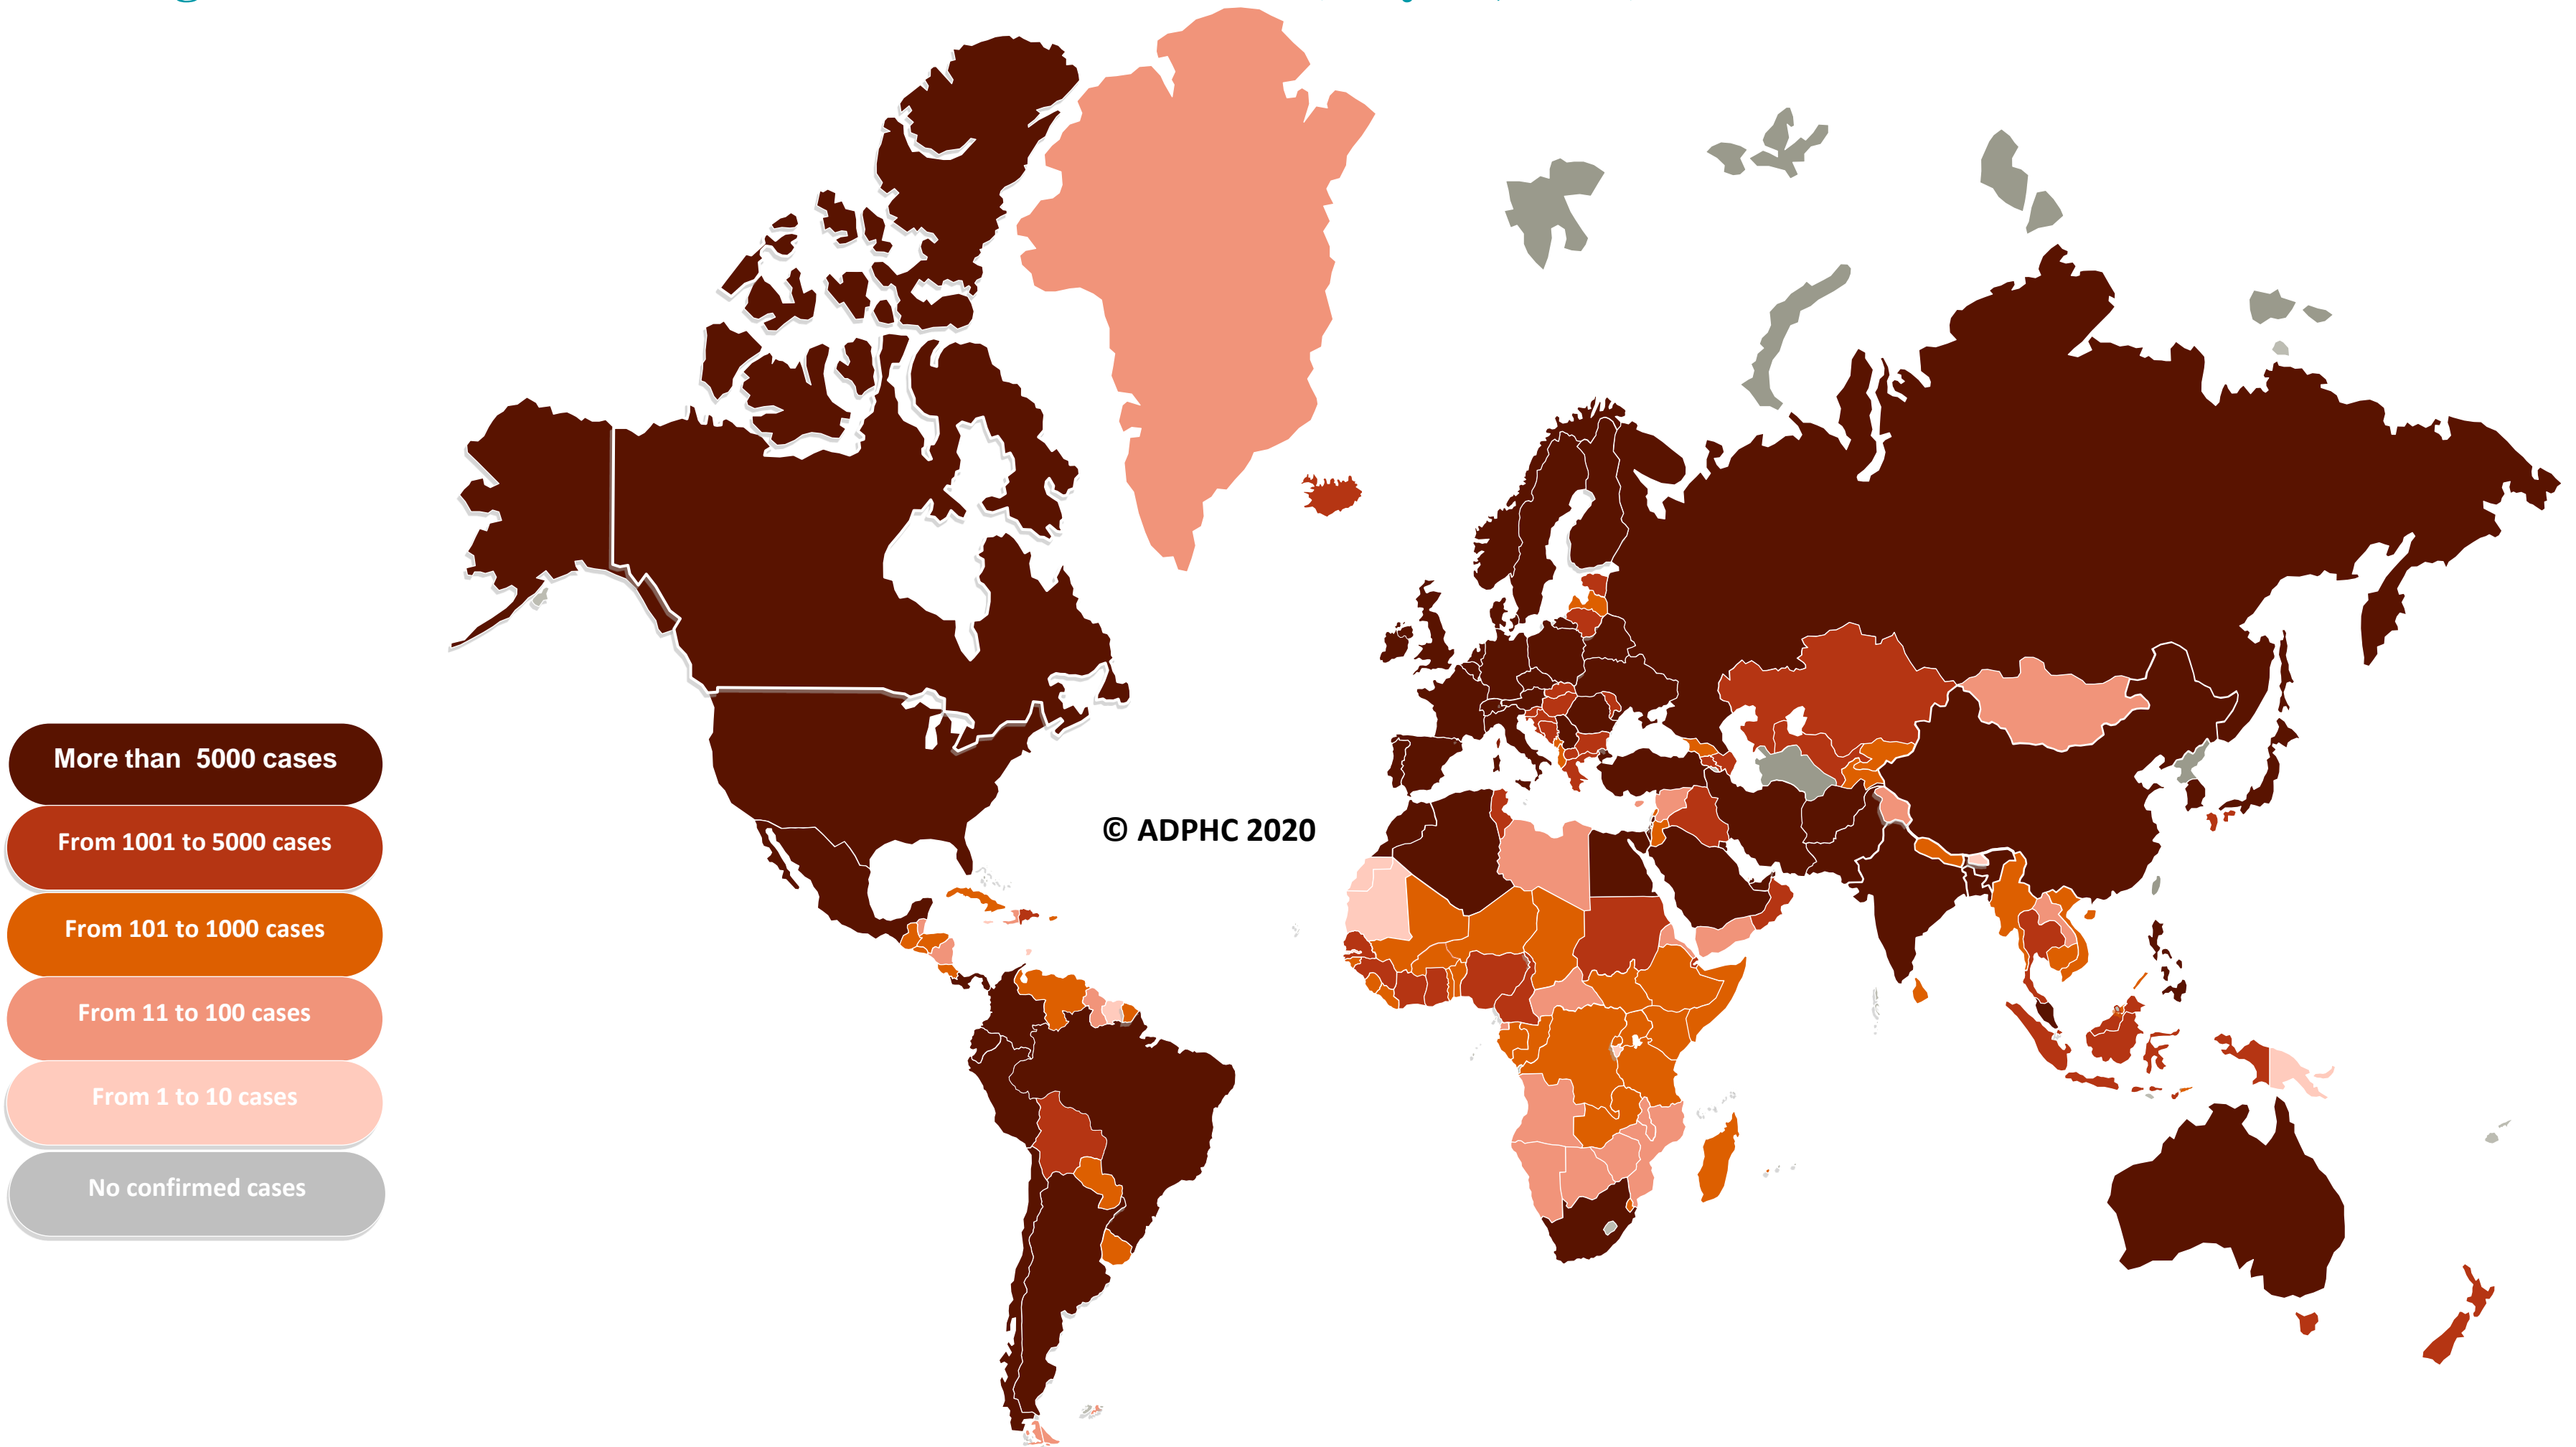 More than 5000 cases
From 1001 to 5000 cases
© ADPHC 2020
From 101 to 1000 cases
From 11 to 100 cases
From 1 to 10 cases
No confirmed cases